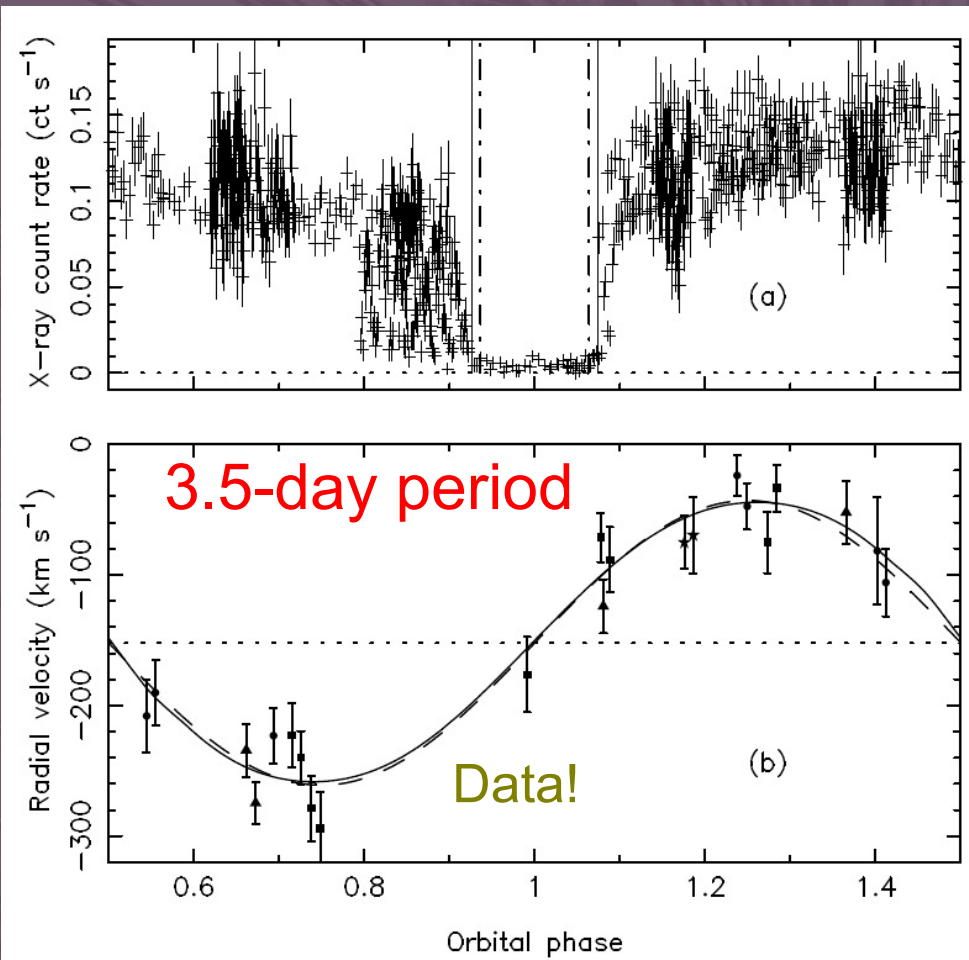 X-ray count rate (ct s⁻¹)
0.15
0.1
0.05
0
(a)
Radial velocity (km s⁻¹)
0
-100
-200
-300
3.5-day period
Data!
(b)
0.6 0.8 1 1.2 1.4
Orbital phase